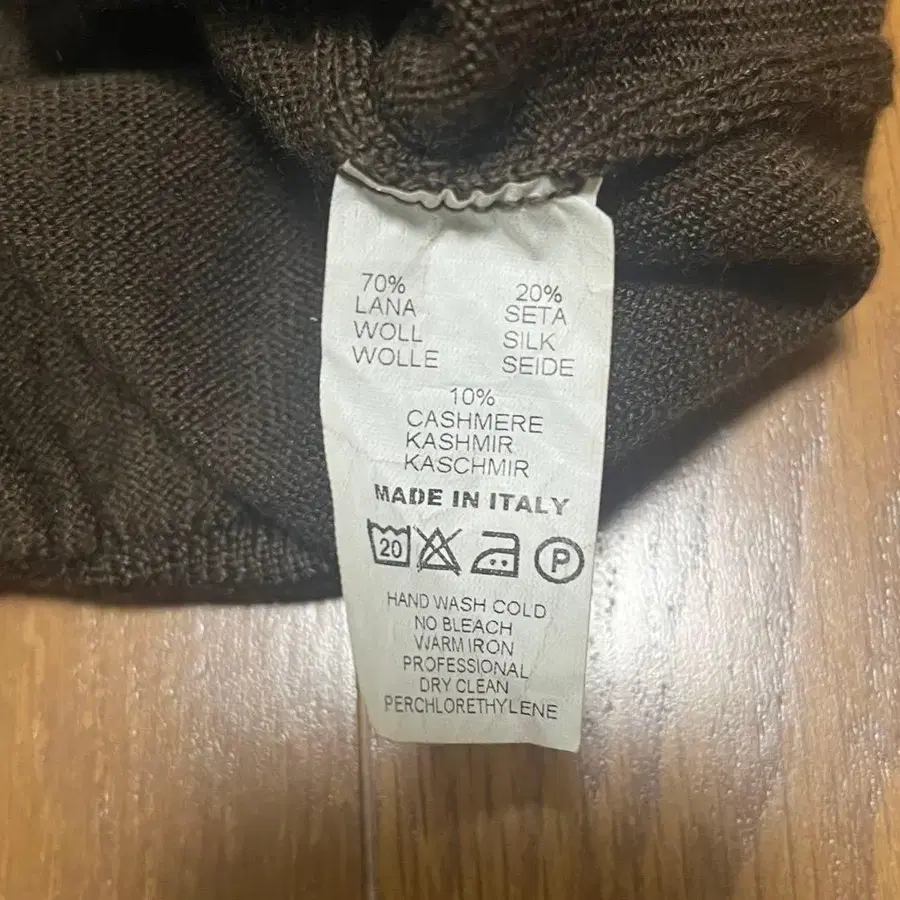 70%
LANA
WOLL
WOLLE
20%
SETA
SILK
SEIDE
10%
CASHMERE
KASHMIR
KASCHMIR
MADE IN ITALY
20
P
HAND WASH COLD
NO BLEACH
WARM IRON
PROFESSIONAL
DRY CLEAN
PERCHLORETHYLENE